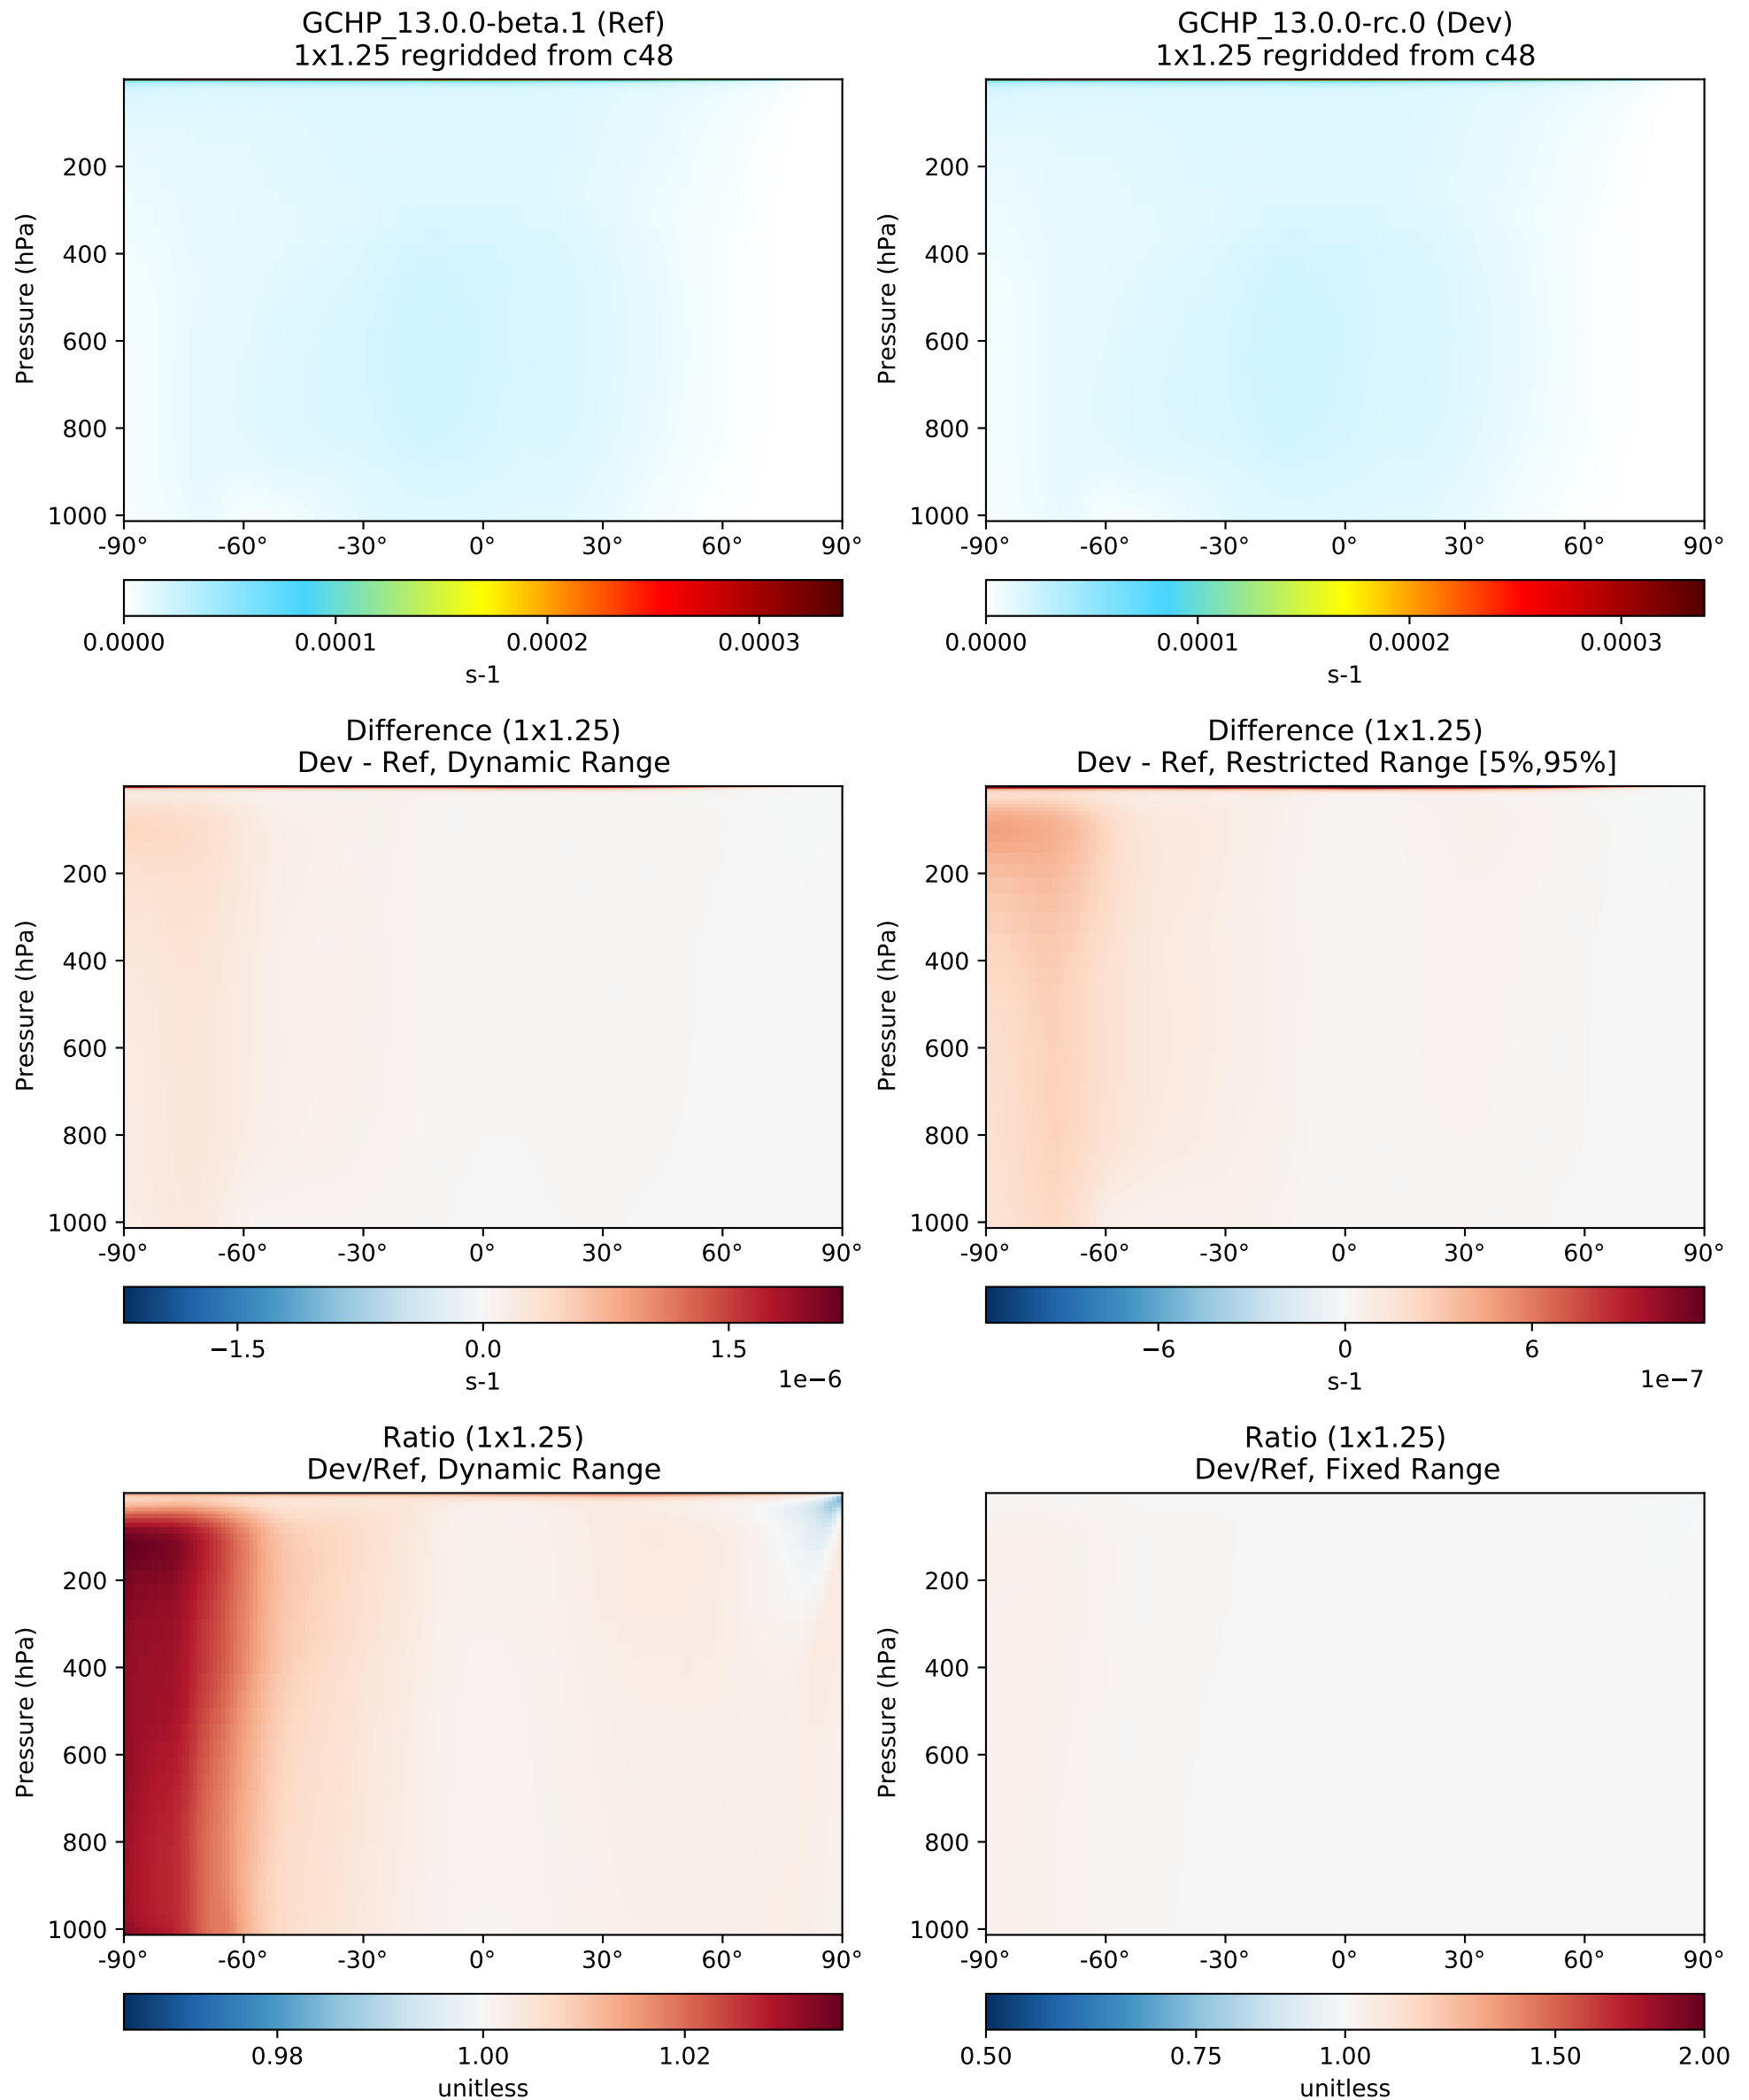 GCHP_13.0.0-beta.1 (Ref)
1x1.25 regridded from c48
Pressure (hPa)
200
400
600
800
1000
-90° -60° -30° 0° 30° 60° 90°
0.0000 0.0001 0.0002 0.0003
s-1
GCHP_13.0.0-rc.0 (Dev)
1x1.25 regridded from c48
Pressure (hPa)
200
400
600
800
1000
-90° -60° -30° 0° 30° 60° 90°
0.0000 0.0001 0.0002 0.0003
s-1
Difference (1x1.25)
Dev - Ref, Dynamic Range
Pressure (hPa)
200
400
600
800
1000
-90° -60° -30° 0° 30° 60° 90°
−1.5 0.0 1.5
s-1 1e−6
Difference (1x1.25)
Dev - Ref, Restricted Range [5%,95%]
Pressure (hPa)
200
400
600
800
1000
-90° -60° -30° 0° 30° 60° 90°
−6 0 6
s-1 1e−7
Ratio (1x1.25)
Dev/Ref, Dynamic Range
Pressure (hPa)
200
400
600
800
1000
-90° -60° -30° 0° 30° 60° 90°
0.98 1.00 1.02
unitless
Ratio (1x1.25)
Dev/Ref, Fixed Range
Pressure (hPa)
200
400
600
800
1000
-90° -60° -30° 0° 30° 60° 90°
0.50 0.75 1.00 1.50 2.00
unitless